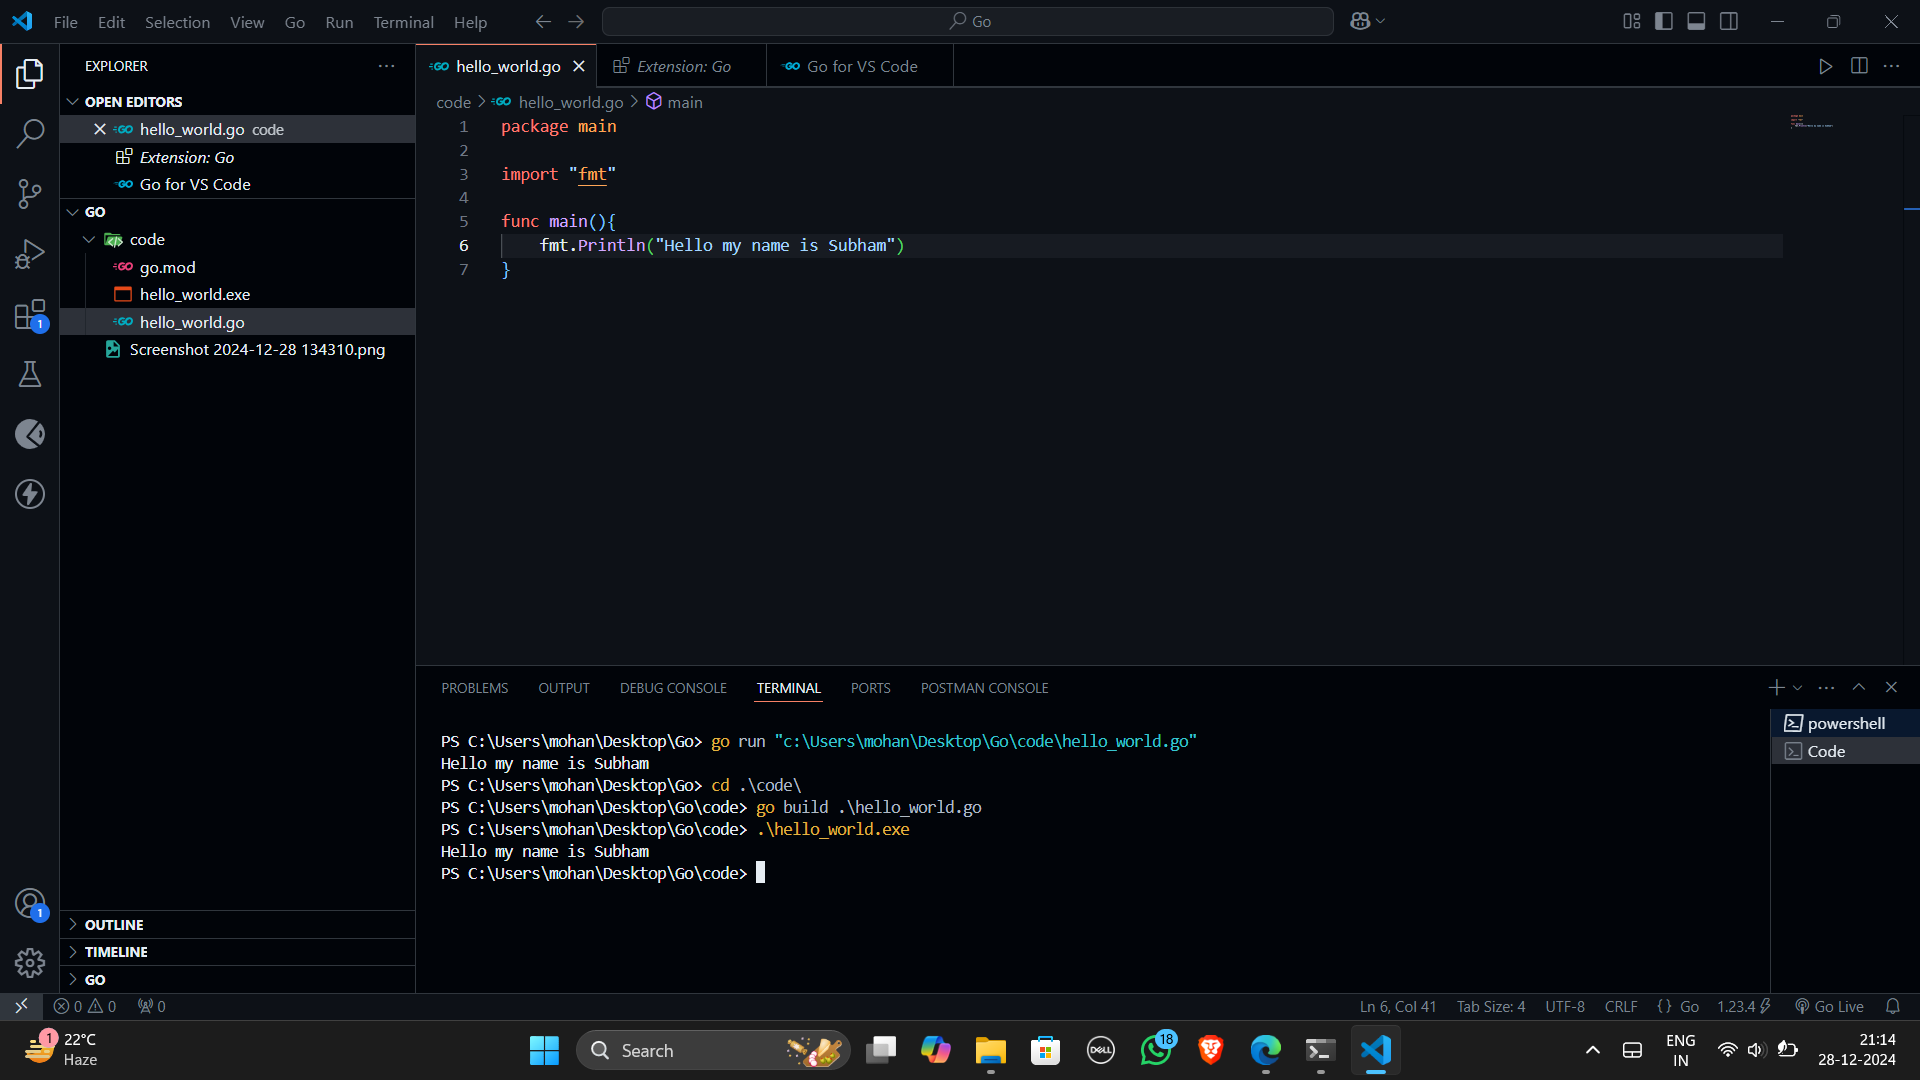 File Edit Selection View Go Run Terminal Help
Go
EXPLORER
OPEN EDITORS
hello_world.go code
Extension: Go
Go for VS Code
GO
code
go.mod
hello_world.exe
hello_world.go
Screenshot 2024-12-28 134310.png
OUTLINE
TIMELINE
GO
1
1
GO hello_world.go
Extension: Go
GO Go for VS Code
code > GO hello_world.go > main
1 package main
2
3 import "fmt"
4
5 func main(){
6 fmt.Println("Hello my name is Subham")
7 }
PROBLEMS OUTPUT DEBUG CONSOLE TERMINAL PORTS POSTMAN CONSOLE
PS C:\Users\mohan\Desktop\Go> go run "c:\Users\mohan\Desktop\Go\code\hello_world.go"
Hello my name is Subham
PS C:\Users\mohan\Desktop\Go> cd .\code\
PS C:\Users\mohan\Desktop\Go\code> go build .\hello_world.go
PS C:\Users\mohan\Desktop\Go\code> .\hello_world.exe
Hello my name is Subham
PS C:\Users\mohan\Desktop\Go\code>
powershell
Code
0 0 0
Ln 6, Col 41 Tab Size: 4 UTF-8 CRLF {} Go 1.23.4 Go Live
1 22°C
Haze
Search
DELL
18
ENG
IN
21:14
28-12-2024